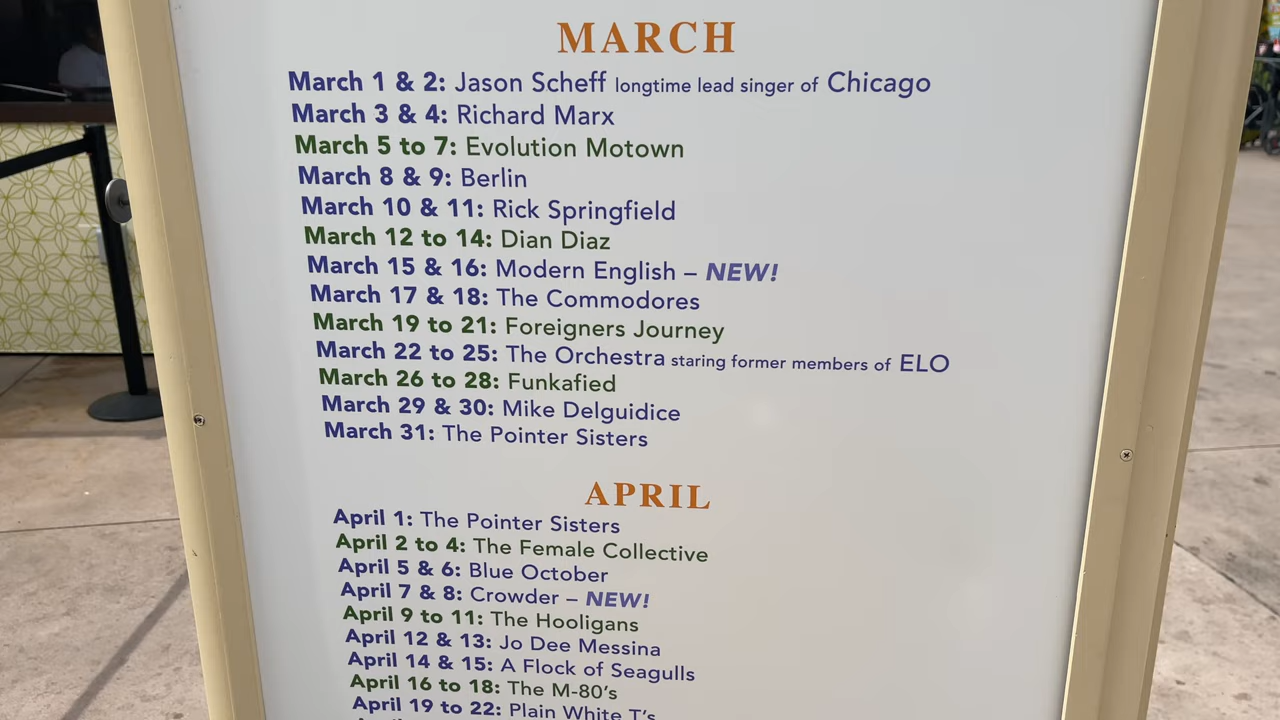 MARCH
March 1 & 2: Jason Scheff longtime lead singer of Chicago
March 3 & 4: Richard Marx
March 5 to 7: Evolution Motown
March 8 & 9: Berlin
March 10 & 11: Rick Springfield
March 12 to 14: Dian Diaz
March 15 & 16: Modern English – NEW!
March 17 & 18: The Commodores
March 19 to 21: Foreigners Journey
March 22 to 25: The Orchestra staring former members of ELO
March 26 to 28: Funkafied
March 29 & 30: Mike Delguidice
March 31: The Pointer Sisters
APRIL
April 1: The Pointer Sisters
April 2 to 4: The Female Collective
April 5 & 6: Blue October
April 7 & 8: Crowder – NEW!
April 9 to 11: The Hooligans
April 12 & 13: Jo Dee Messina
April 14 & 15: A Flock of Seagulls
April 16 to 18: The M-80's
April 19 to 22: Plain White T's